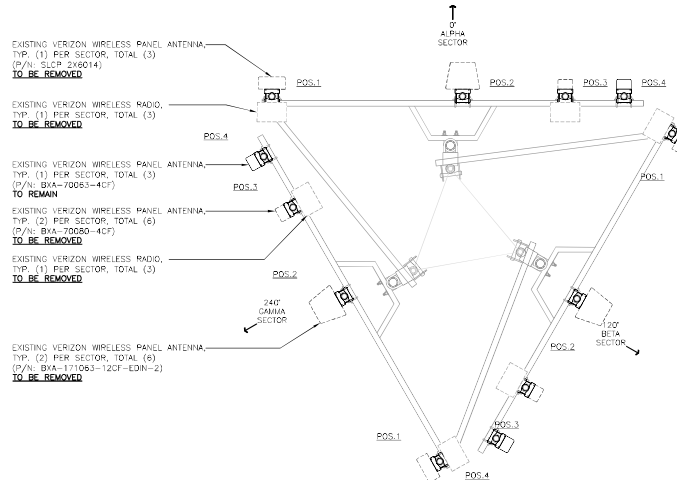 0°
ALPHA
SECTOR
EXISTING VERIZON WIRELESS PANEL ANTENNA,
TYP. (1) PER SECTOR, TOTAL (3)
(P/N: SLCP 2X6014)
TO BE REMOVED
POS.1
POS.2
POS.3
POS.4
EXISTING VERIZON WIRELESS RADIO,
TYP. (1) PER SECTOR, TOTAL (3)
TO BE REMOVED
POS.4
POS.1
EXISTING VERIZON WIRELESS PANEL ANTENNA,
TYP. (1) PER SECTOR, TOTAL (3)
(P/N: BXA-70063-4CF)
TO REMAIN
POS.3
EXISTING VERIZON WIRELESS PANEL ANTENNA,
TYP. (2) PER SECTOR, TOTAL (6)
(P/N: BXA-70080-4CF)
TO BE REMOVED
EXISTING VERIZON WIRELESS RADIO,
TYP. (1) PER SECTOR, TOTAL (3)
TO BE REMOVED
POS.2
240°
GAMMA
SECTOR
120°
BETA
SECTOR
EXISTING VERIZON WIRELESS PANEL ANTENNA,
TYP. (2) PER SECTOR, TOTAL (6)
(P/N: BXA-171063-12CF-EDIN-2)
TO BE REMOVED
POS.2
POS.3
POS.1
POS.4